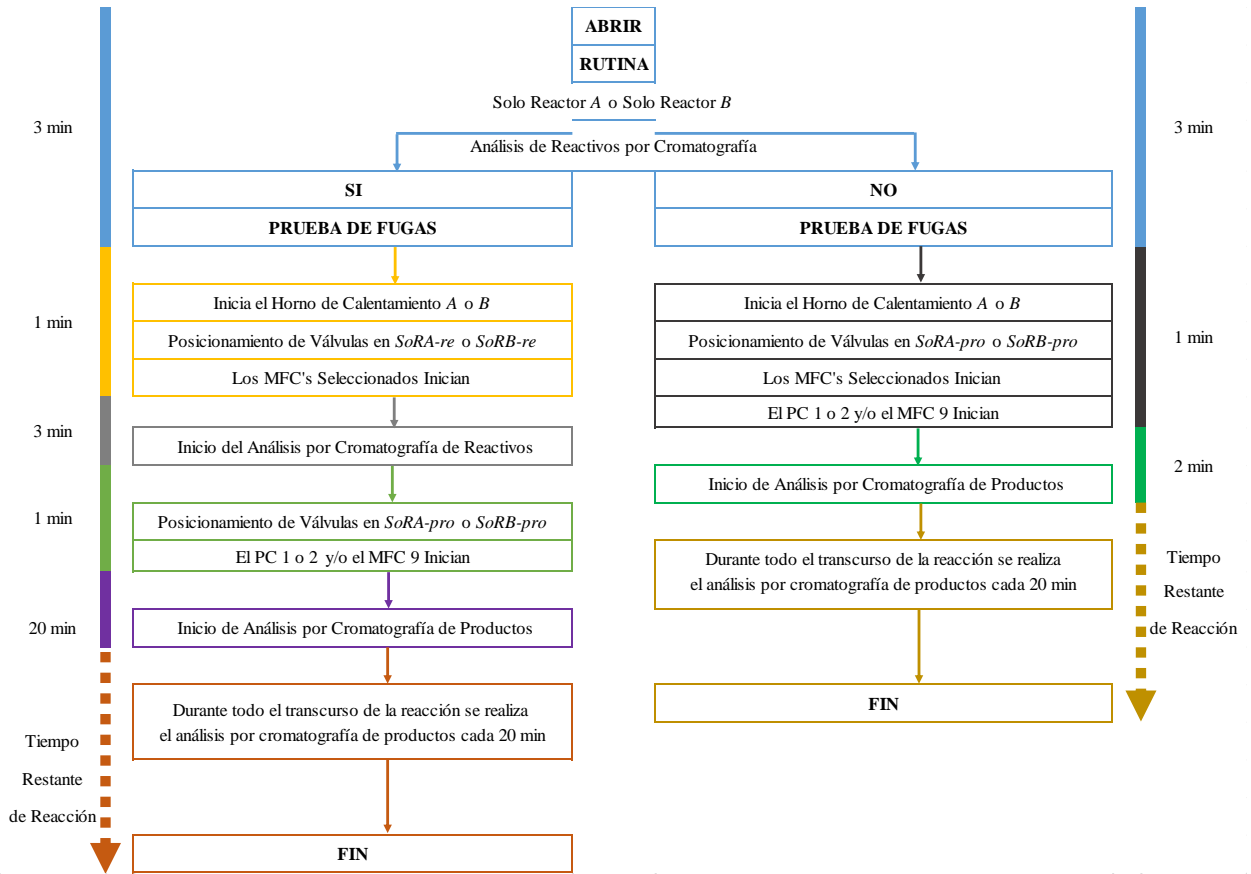 ABRIR
RUTINA
Solo Reactor A o Solo Reactor B
Análisis de Reactivos por Cromatografía
3 min
SI
PRUEBA DE FUGAS
1 min
Inicia el Horno de Calentamiento A o B
Posicionamiento de Válvulas en SoRA-re o SoRB-re
Los MFC's Seleccionados Inician
3 min
Inicio del Análisis por Cromatografía de Reactivos
1 min
Posicionamiento de Válvulas en SoRA-pro o SoRB-pro
El PC 1 o 2 y/o el MFC 9 Inician
20 min
Inicio de Análisis por Cromatografía de Productos
Durante todo el transcurso de la reacción se realiza
el análisis por cromatografía de productos cada 20 min
Tiempo
Restante
de Reacción
FIN
3 min
NO
PRUEBA DE FUGAS
1 min
Inicia el Horno de Calentamiento A o B
Posicionamiento de Válvulas en SoRA-pro o SoRB-pro
Los MFC's Seleccionados Inician
El PC 1 o 2 y/o el MFC 9 Inician
2 min
Inicio de Análisis por Cromatografía de Productos
Durante todo el transcurso de la reacción se realiza
el análisis por cromatografía de productos cada 20 min
Tiempo
Restante
de Reacción
FIN